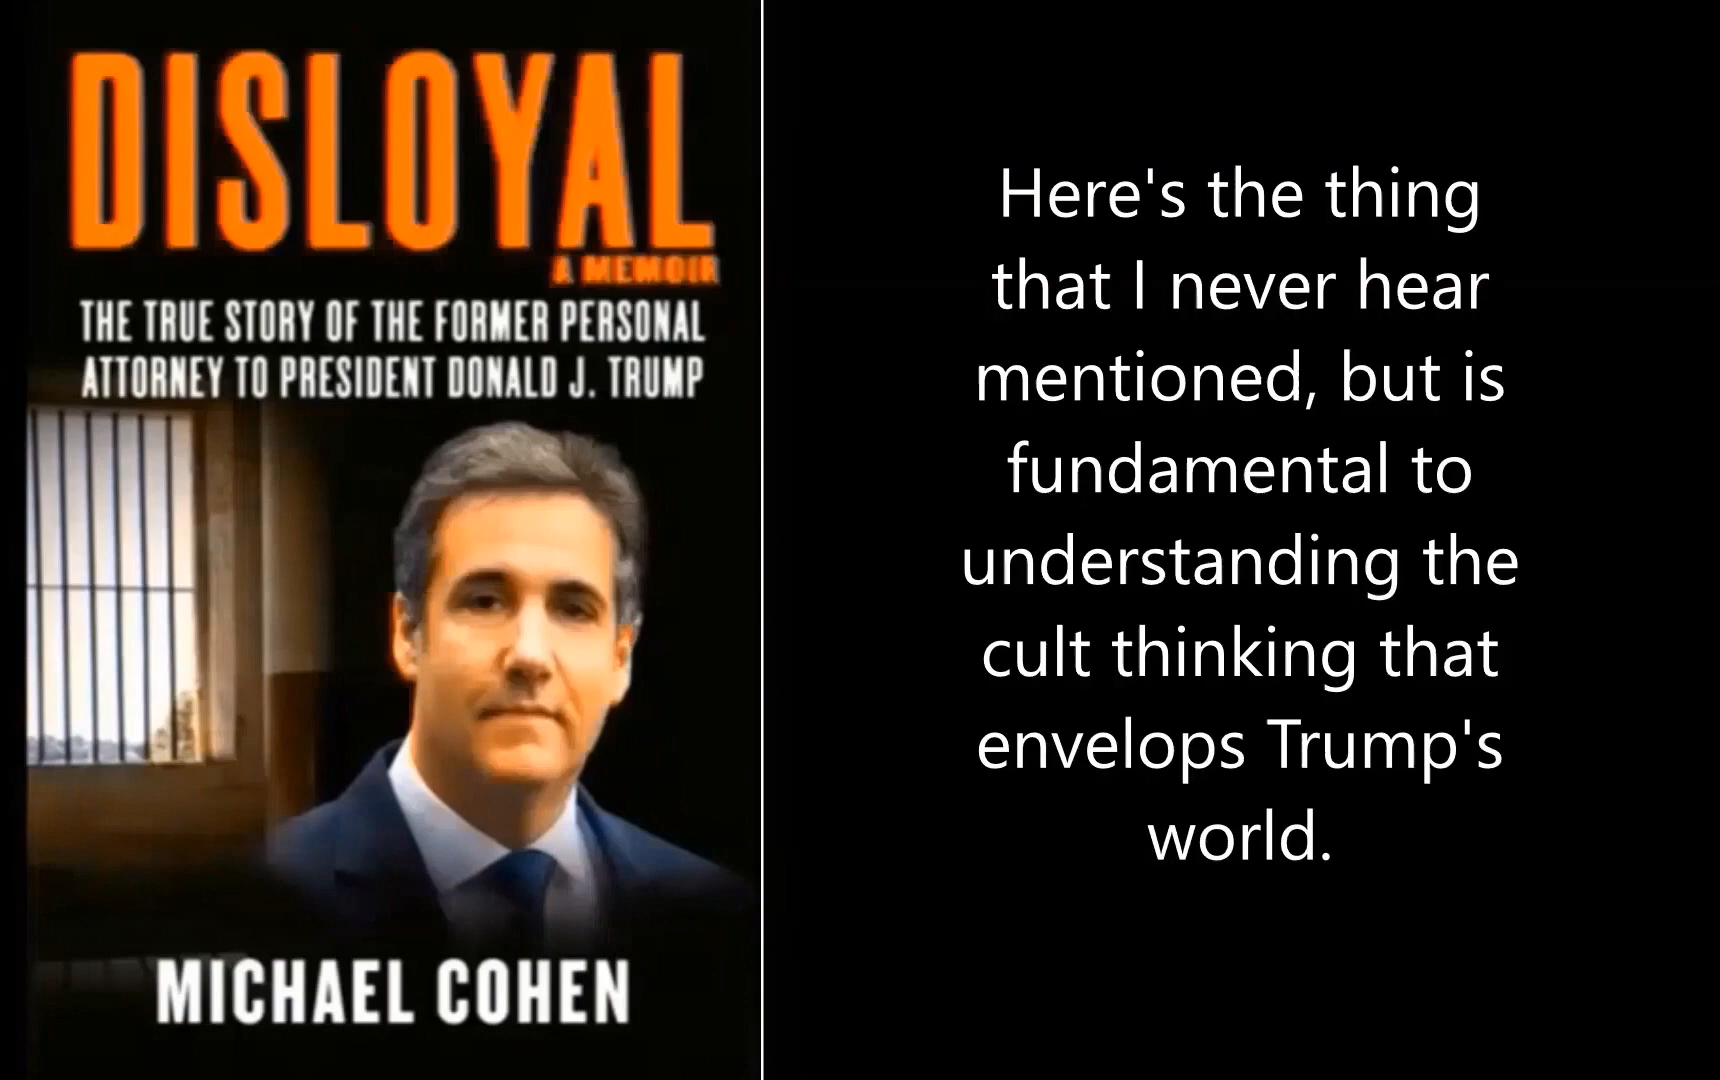 DISLOYAL
A MEMOIR
THE TRUE STORY OF THE FORMER PERSONAL
ATTORNEY TO PRESIDENT DONALD J. TRUMP
MICHAEL COHEN
Here's the thing
that I never hear
mentioned, but is
fundamental to
understanding the
cult thinking that
envelops Trump's
world.